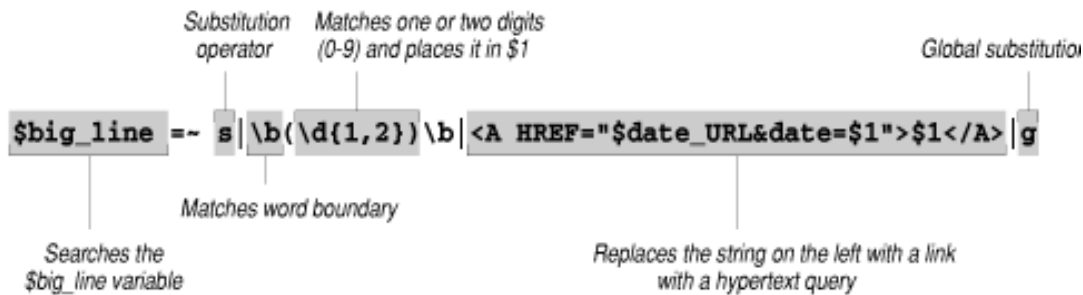 Substitution
operator
Matches one or two digits
(0-9) and places it in $1
Global substitution
$big_line =~ s|\b(\d{1,2})\b|<A HREF="$date_URL&date=$1">$1</A>|g
Matches word boundary
Searches the
$big_line variable
Replaces the string on the left with a link
with a hypertext query